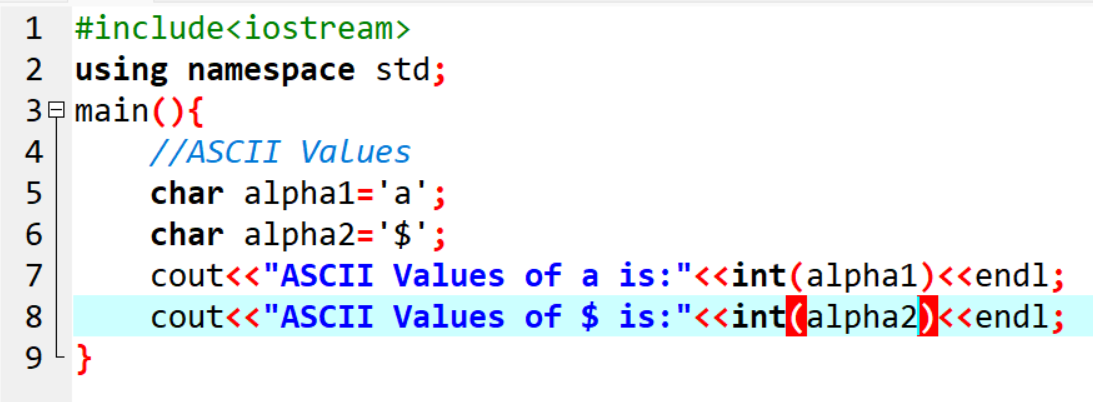 1 #include<iostream>
2 using namespace std;
3 main(){
4 //ASCII Values
5 char alpha1='a';
6 char alpha2='$';
7 cout<<"ASCII Values of a is:"<<int(alpha1)<<endl;
8 cout<<"ASCII Values of $ is:"<<int(alpha2)<<endl;
9 }